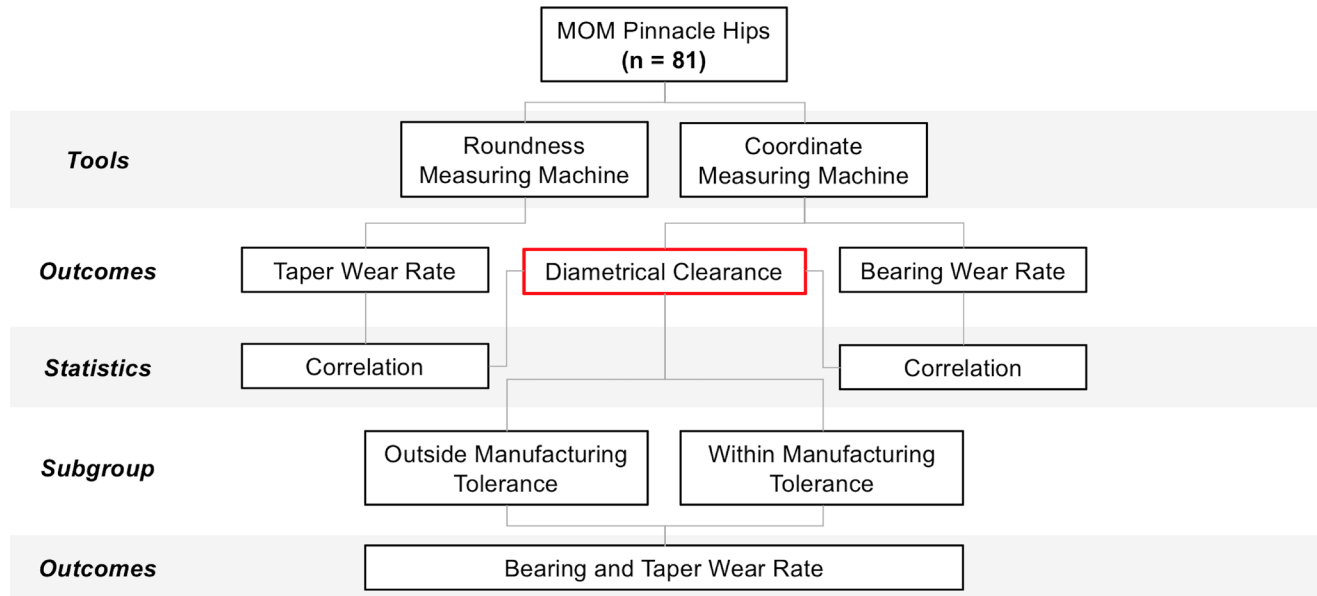 MOM Pinnacle Hips
(n = 81)
Tools
Roundness
Measuring Machine
Coordinate
Measuring Machine
Outcomes
Taper Wear Rate
Diametrical Clearance
Bearing Wear Rate
Statistics
Correlation
Correlation
Subgroup
Outside Manufacturing
Tolerance
Within Manufacturing
Tolerance
Outcomes
Bearing and Taper Wear Rate